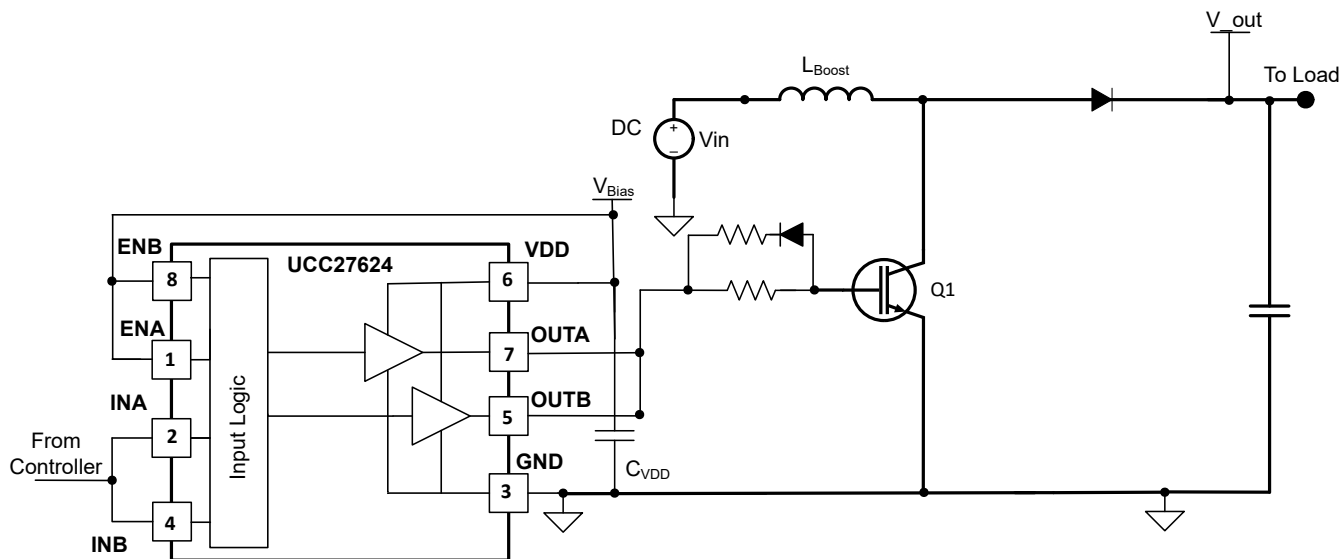 V_out
L_Boost
To Load
DC
+
Vin
–
V_Bias
ENB
VDD
8
UCC27624
6
Q1
ENA
OUTA
1
7
INA
OUTB
2
5
Input Logic
From
Controller
GND
C_VDD
4
3
INB